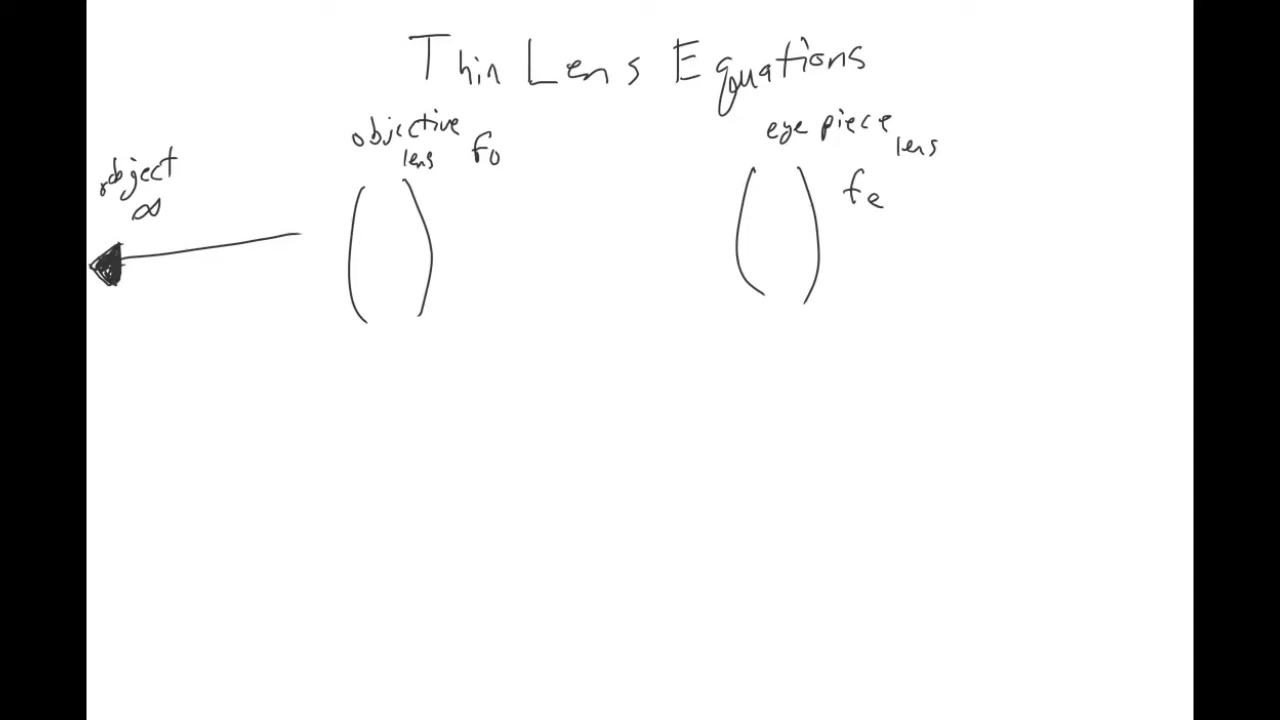 Thin Lens Equations
objective
lens fo
eye piece
lens
fe
object
∞